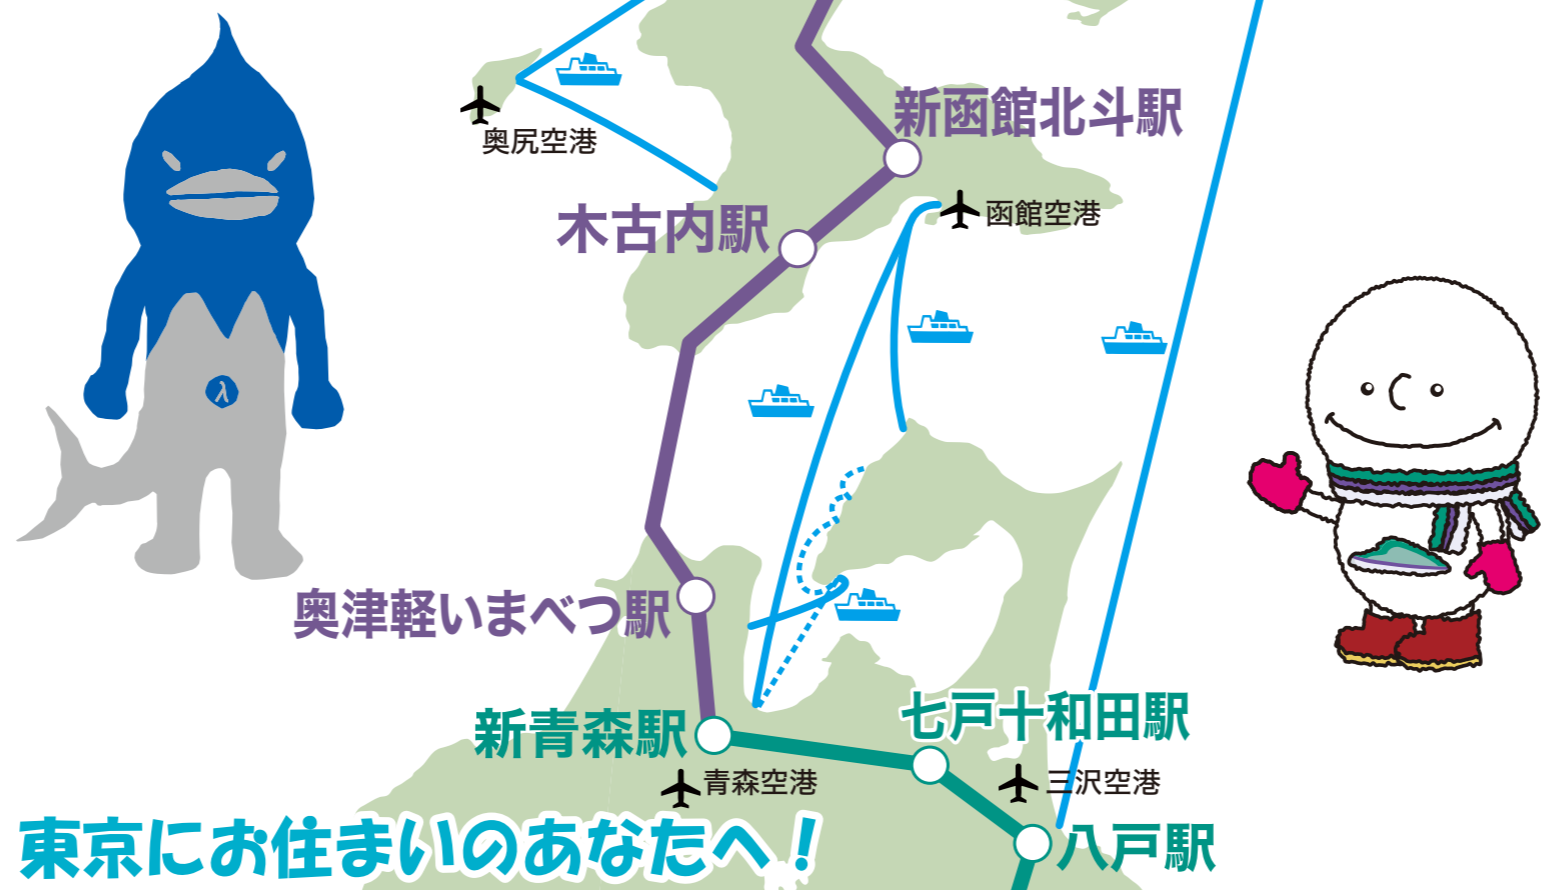 新函館北斗駅
奥尻空港
木古内駅
函館空港
λ
奥津軽いまべつ駅
七戸十和田駅
新青森駅
青森空港
三沢空港
東京にお住まいのあなたへ！
八戸駅